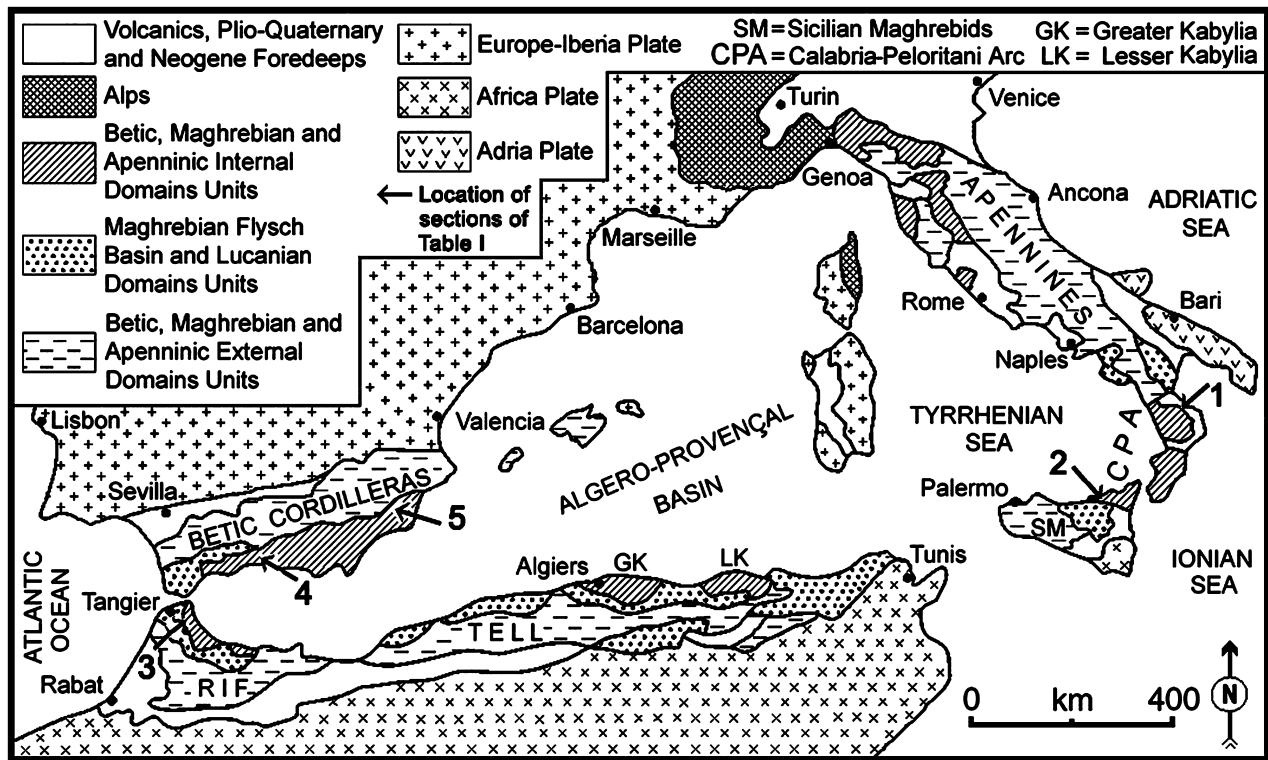 Volcanics, Plio-Quaternary
and Neogene Foredeeps
Alps
Betic, Maghrebian and
Apenninic Internal
Domains Units
Maghrebian Flysch
Basin and Lucanian
Domains Units
Betic, Maghrebian and
Apenninic External
Domains Units
Europe-Iberia Plate
Africa Plate
Adria Plate
Location of
sections of
Table I
SM = Sicilian Maghrebids
GK = Greater Kabylia
CPA = Calabria-Peloritani Arc
LK = Lesser Kabylia
Turin
Venice
Genoa
Ancona
ADRIATIC
SEA
APENNINES
Marseille
Rome
Bari
Barcelona
Naples
Lisbon
Valencia
TYRRHENIAN
SEA
CPA
1
2
ALGERO-PROVENÇAL
BASIN
Sevilla
BETIC CORDILLERAS
5
Palermo
SM
IONIAN
SEA
4
Algiers
GK
LK
Tunis
ATLANTIC
OCEAN
Tangier
TELL
3
RIF
Rabat
0
km
400
N